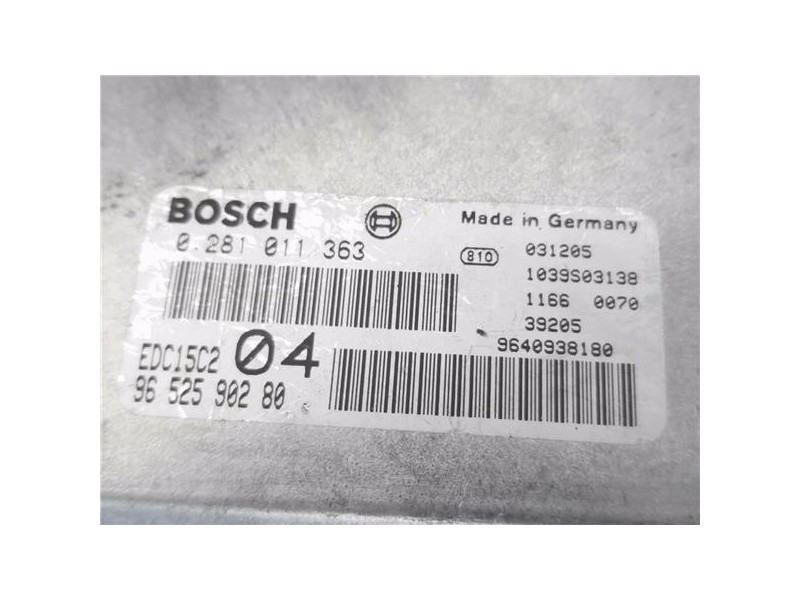 BOSCH
Made in Germany
0 281 011 363
810 031205
1039S03138
1166 0070
39205
9640938180
EDC15C2 04
96 525 902 80